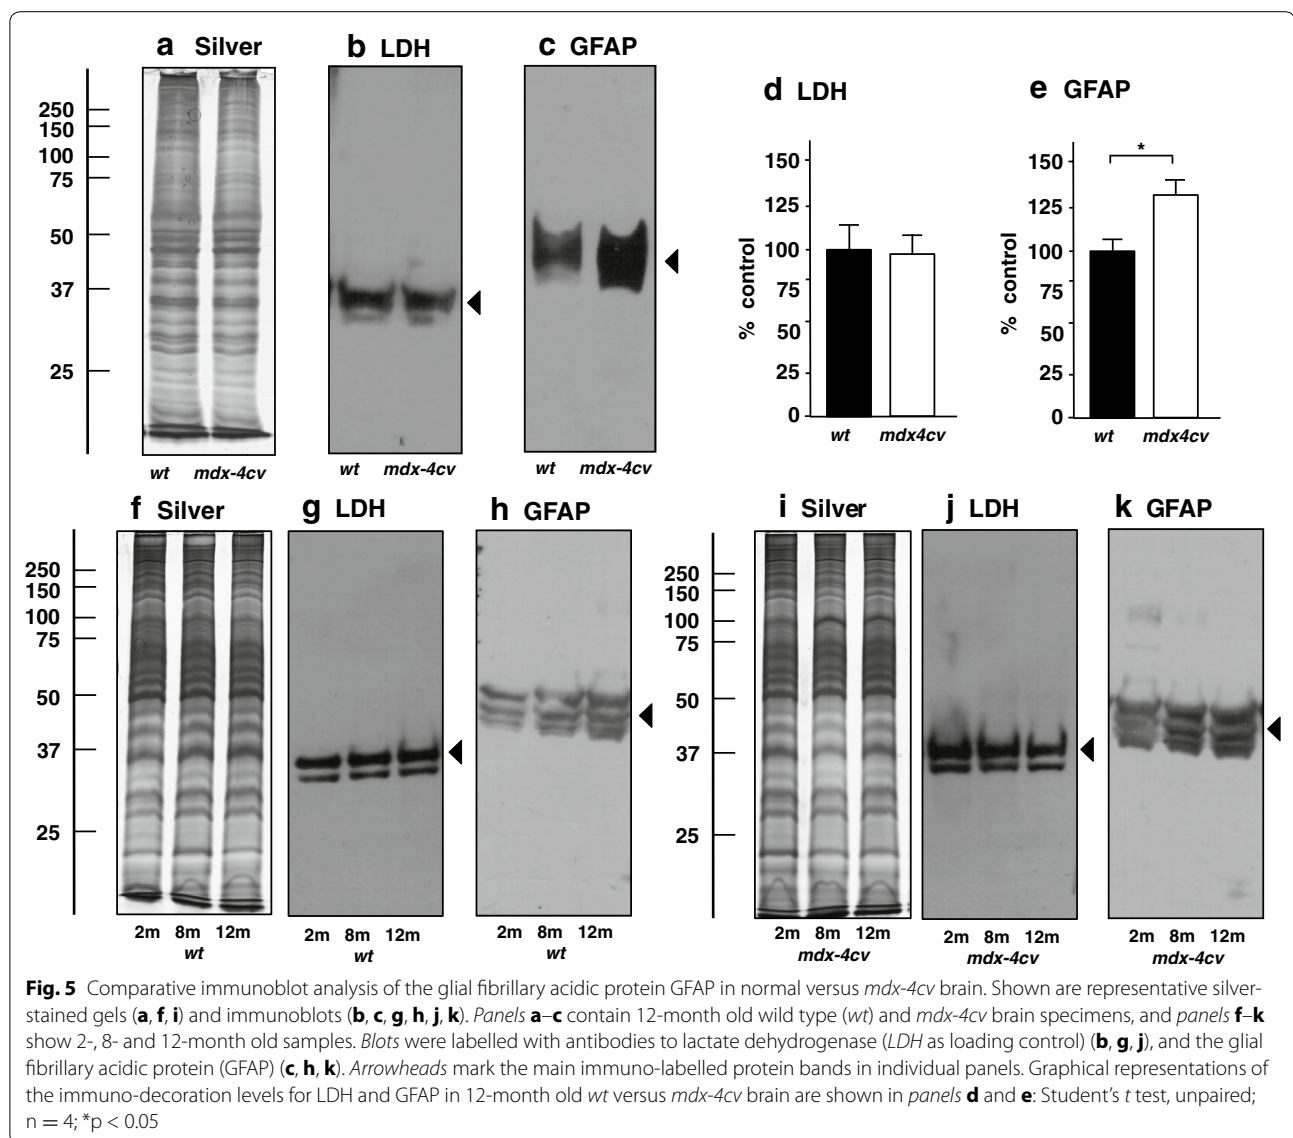 a Silver
b LDH
c GFAP
250
150
100
75
50
37
25
wt mdx-4cv
wt mdx-4cv
wt mdx-4cv
d LDH
% control
150
125
100
75
50
25
0
wt mdx4cv
e GFAP
% control
150
125
100
75
50
25
0
*
wt mdx4cv
f Silver
g LDH
h GFAP
250
150
100
75
50
37
25
2m 8m 12m
wt
2m 8m 12m
wt
2m 8m 12m
wt
i Silver
j LDH
k GFAP
250
150
100
75
50
37
25
2m 8m 12m
mdx-4cv
2m 8m 12m
mdx-4cv
2m 8m 12m
mdx-4cv
Fig. 5 Comparative immunoblot analysis of the glial fibrillary acidic protein GFAP in normal versus mdx-4cv brain. Shown are representative silver-
stained gels (a, f, i) and immunoblots (b, c, g, h, j, k). Panels a–c contain 12-month old wild type (wt) and mdx-4cv brain specimens, and panels f–k
show 2-, 8- and 12-month old samples. Blots were labelled with antibodies to lactate dehydrogenase (LDH as loading control) (b, g, j), and the glial
fibrillary acidic protein (GFAP) (c, h, k). Arrowheads mark the main immuno-labelled protein bands in individual panels. Graphical representations of
the immuno-decoration levels for LDH and GFAP in 12-month old wt versus mdx-4cv brain are shown in panels d and e: Student's t test, unpaired;
n = 4; *p < 0.05